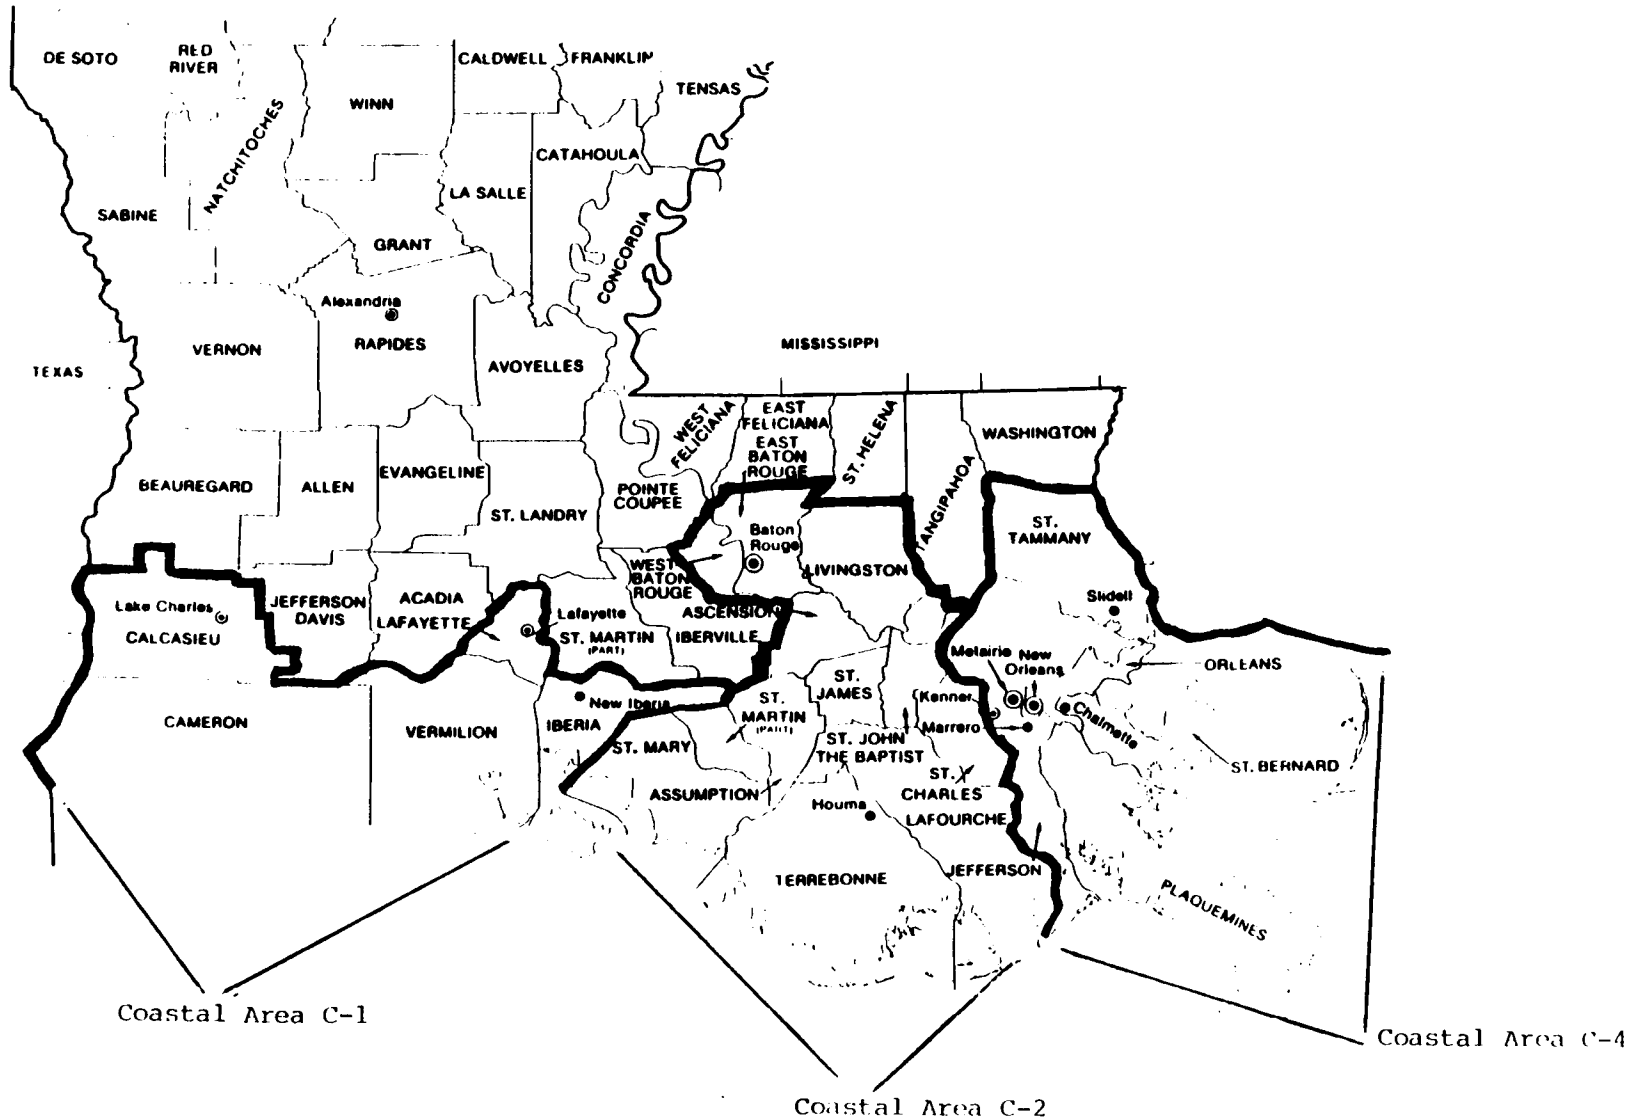 DE SOTO
RED
RIVER
CALDWELL
FRANKLIN
TENSAS
WINN
NATCHITOCHES
CATAHOULA
LA SALLE
SABINE
CONCORDIA
GRANT
Alexandria
RAPIDES
VERNON
MISSISSIPPI
TEXAS
AVOYELLES
WEST
FELICIANA
EAST
FELICIANA
EAST
BATON
ROUGE
ST. HELENA
WASHINGTON
TANGIPAHOA
BEAUREGARD
ALLEN
EVANGELINE
POINTE
COUPEE
ST. LANDRY
ST.
TAMMANY
Baton
Rouge
WEST
BATON
ROUGE
LIVINGSTON
Slidell
JEFFERSON
DAVIS
ACADIA
LAFAYETTE
Lake Charles
CALCASIEU
Lafayette
ST. MARTIN
(PART)
ASCENSION
IBERVILLE
Metairie
New
Orleans
ORLEANS
ST.
JAMES
Kenner
Marrero
Chalmette
CAMERON
VERMILION
New Iberia
IBERIA
ST. MARY
ST.
MARTIN
(PART)
ST. JOHN
THE BAPTIST
ST. BERNARD
ASSUMPTION
ST.
CHARLES
Houma
LAFOURCHE
JEFFERSON
TERREBONNE
PLAQUEMINES
Coastal Area C-1
Coastal Area C-4
Coastal Area C-2